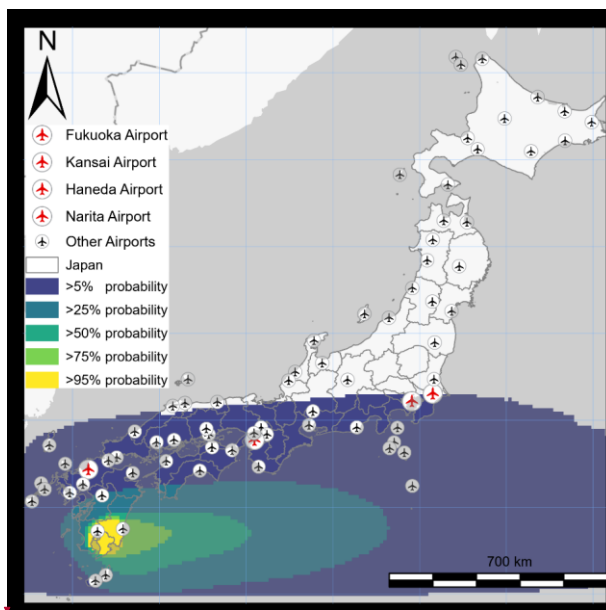 N
Fukuoka Airport
Kansai Airport
Haneda Airport
Narita Airport
Other Airports
Japan
>5% probability
>25% probability
>50% probability
>75% probability
>95% probability
700 km